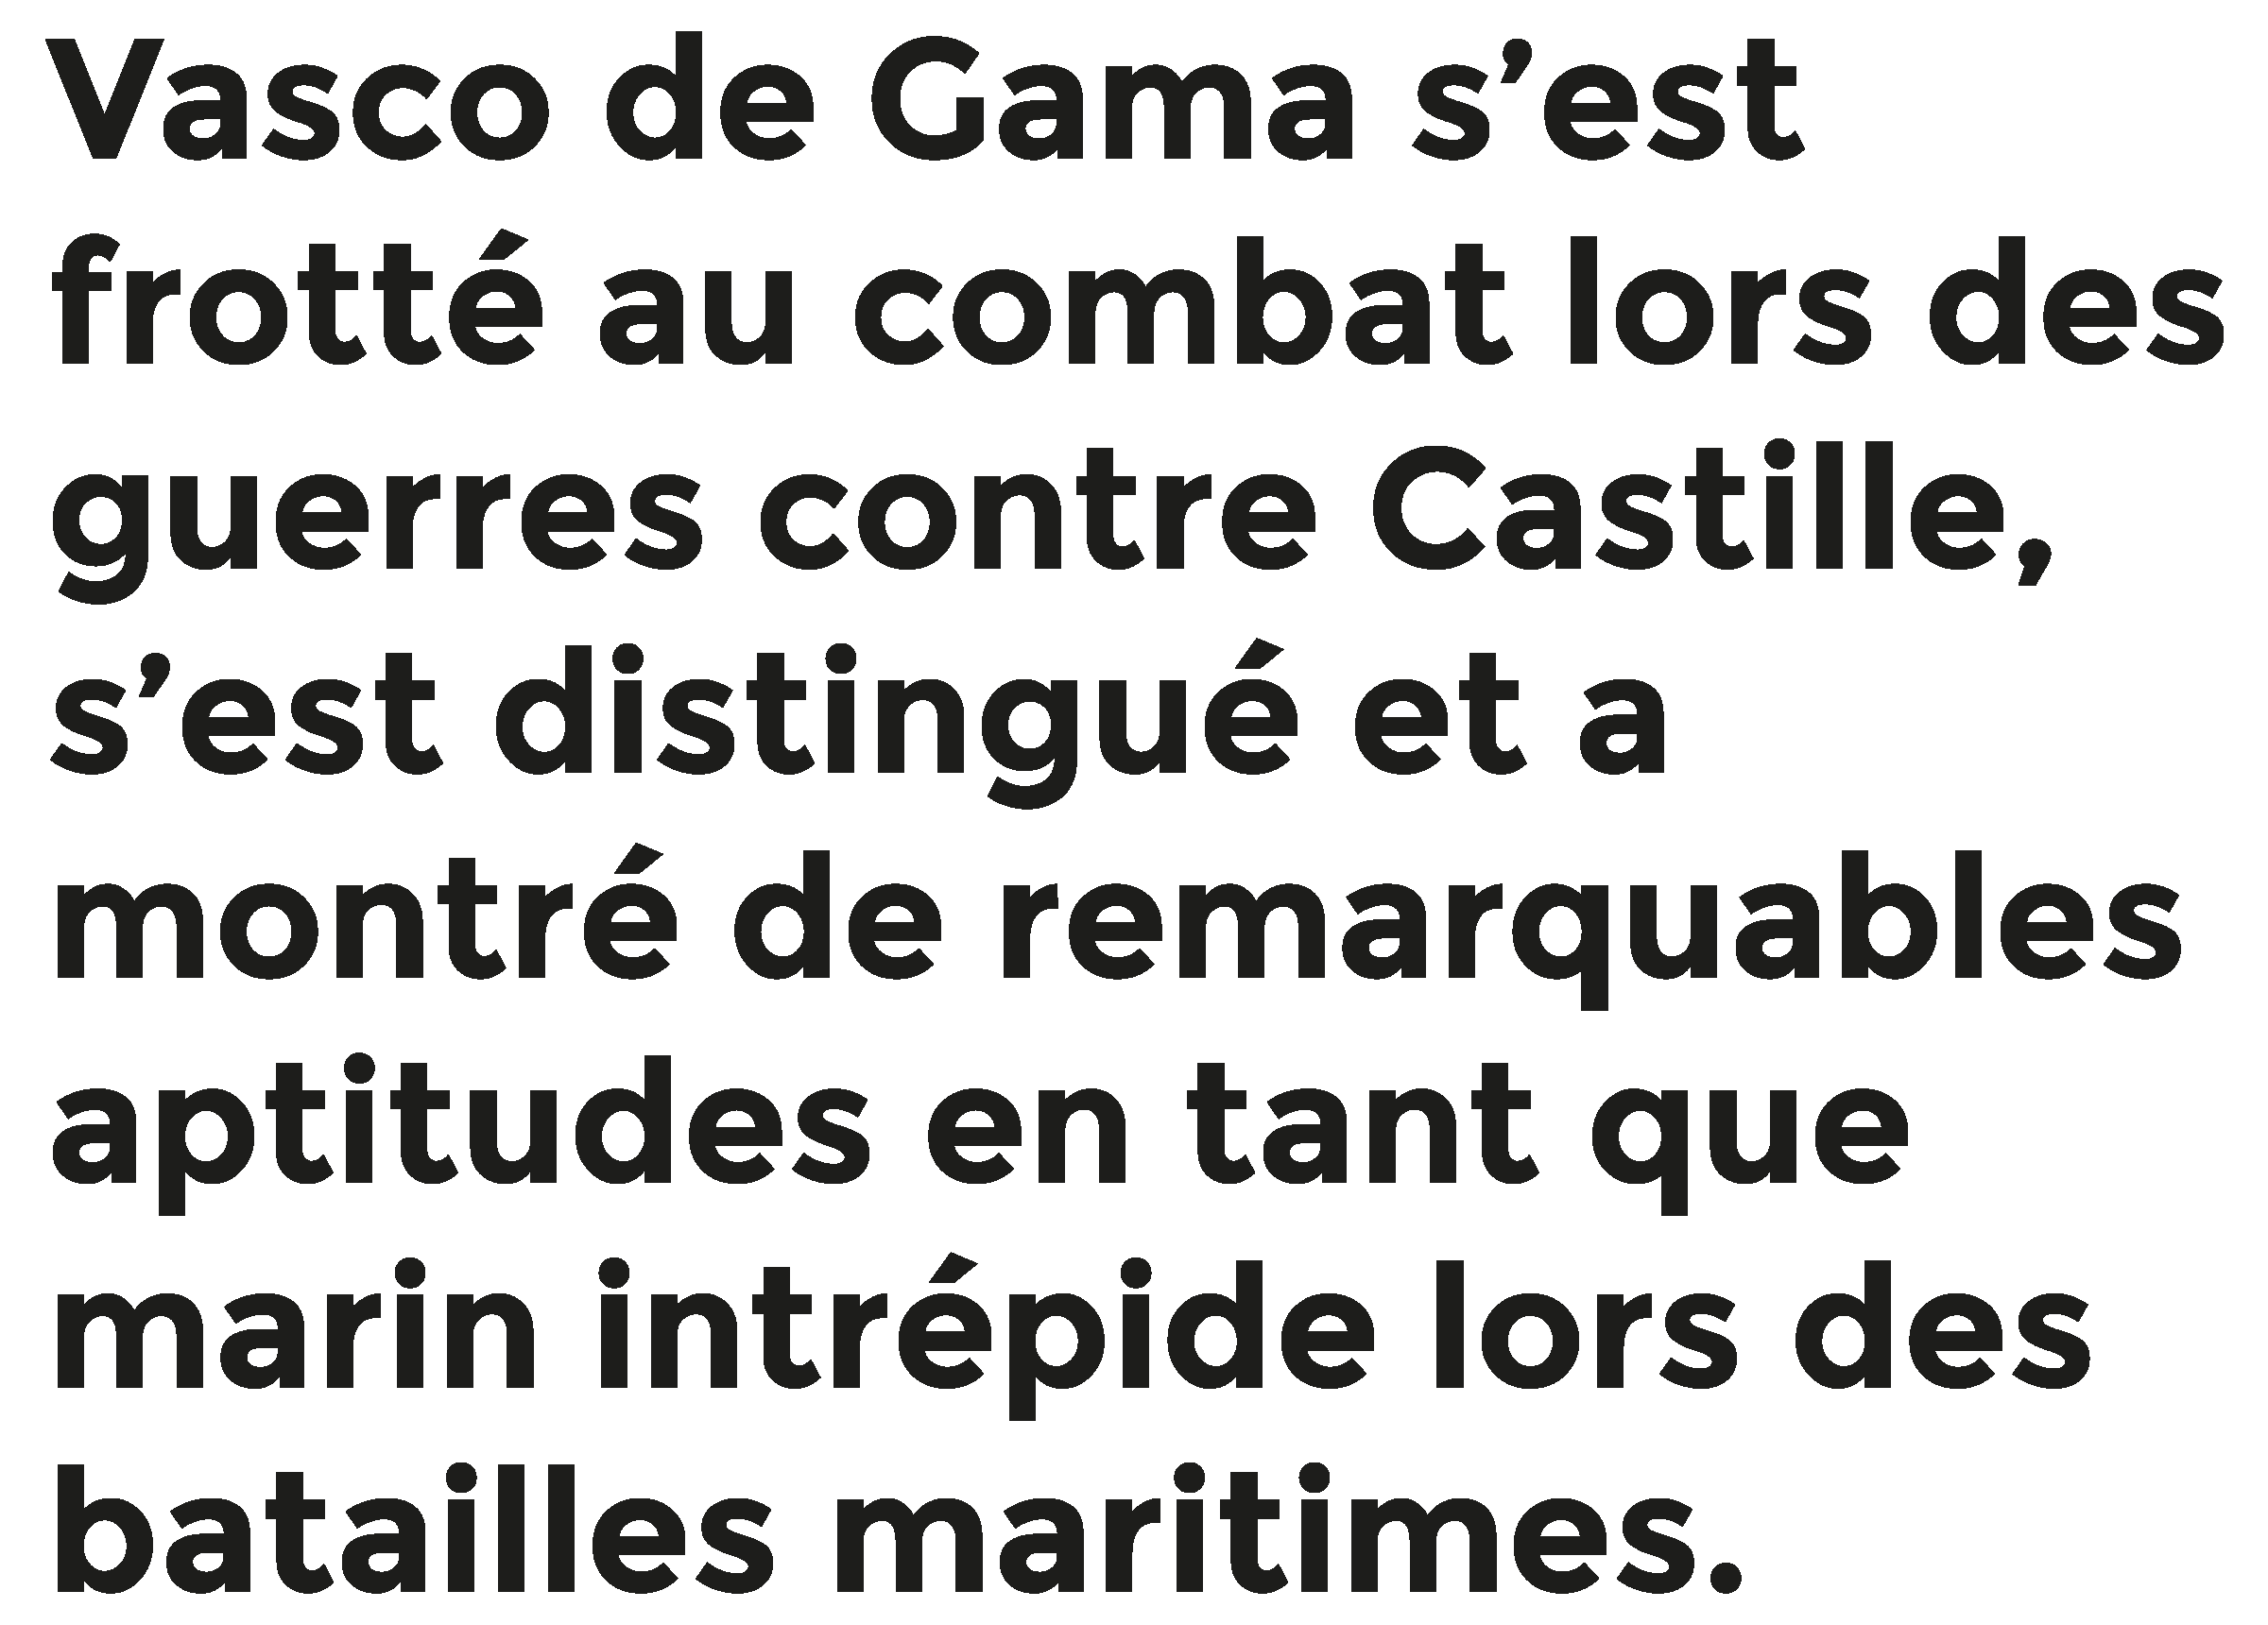 Vasco de Gama s’est
frotté au combat lors des
guerres contre Castille,
s’est distingué et a
montré de remarquables
aptitudes en tant que
marin intrépide lors des
batailles maritimes.